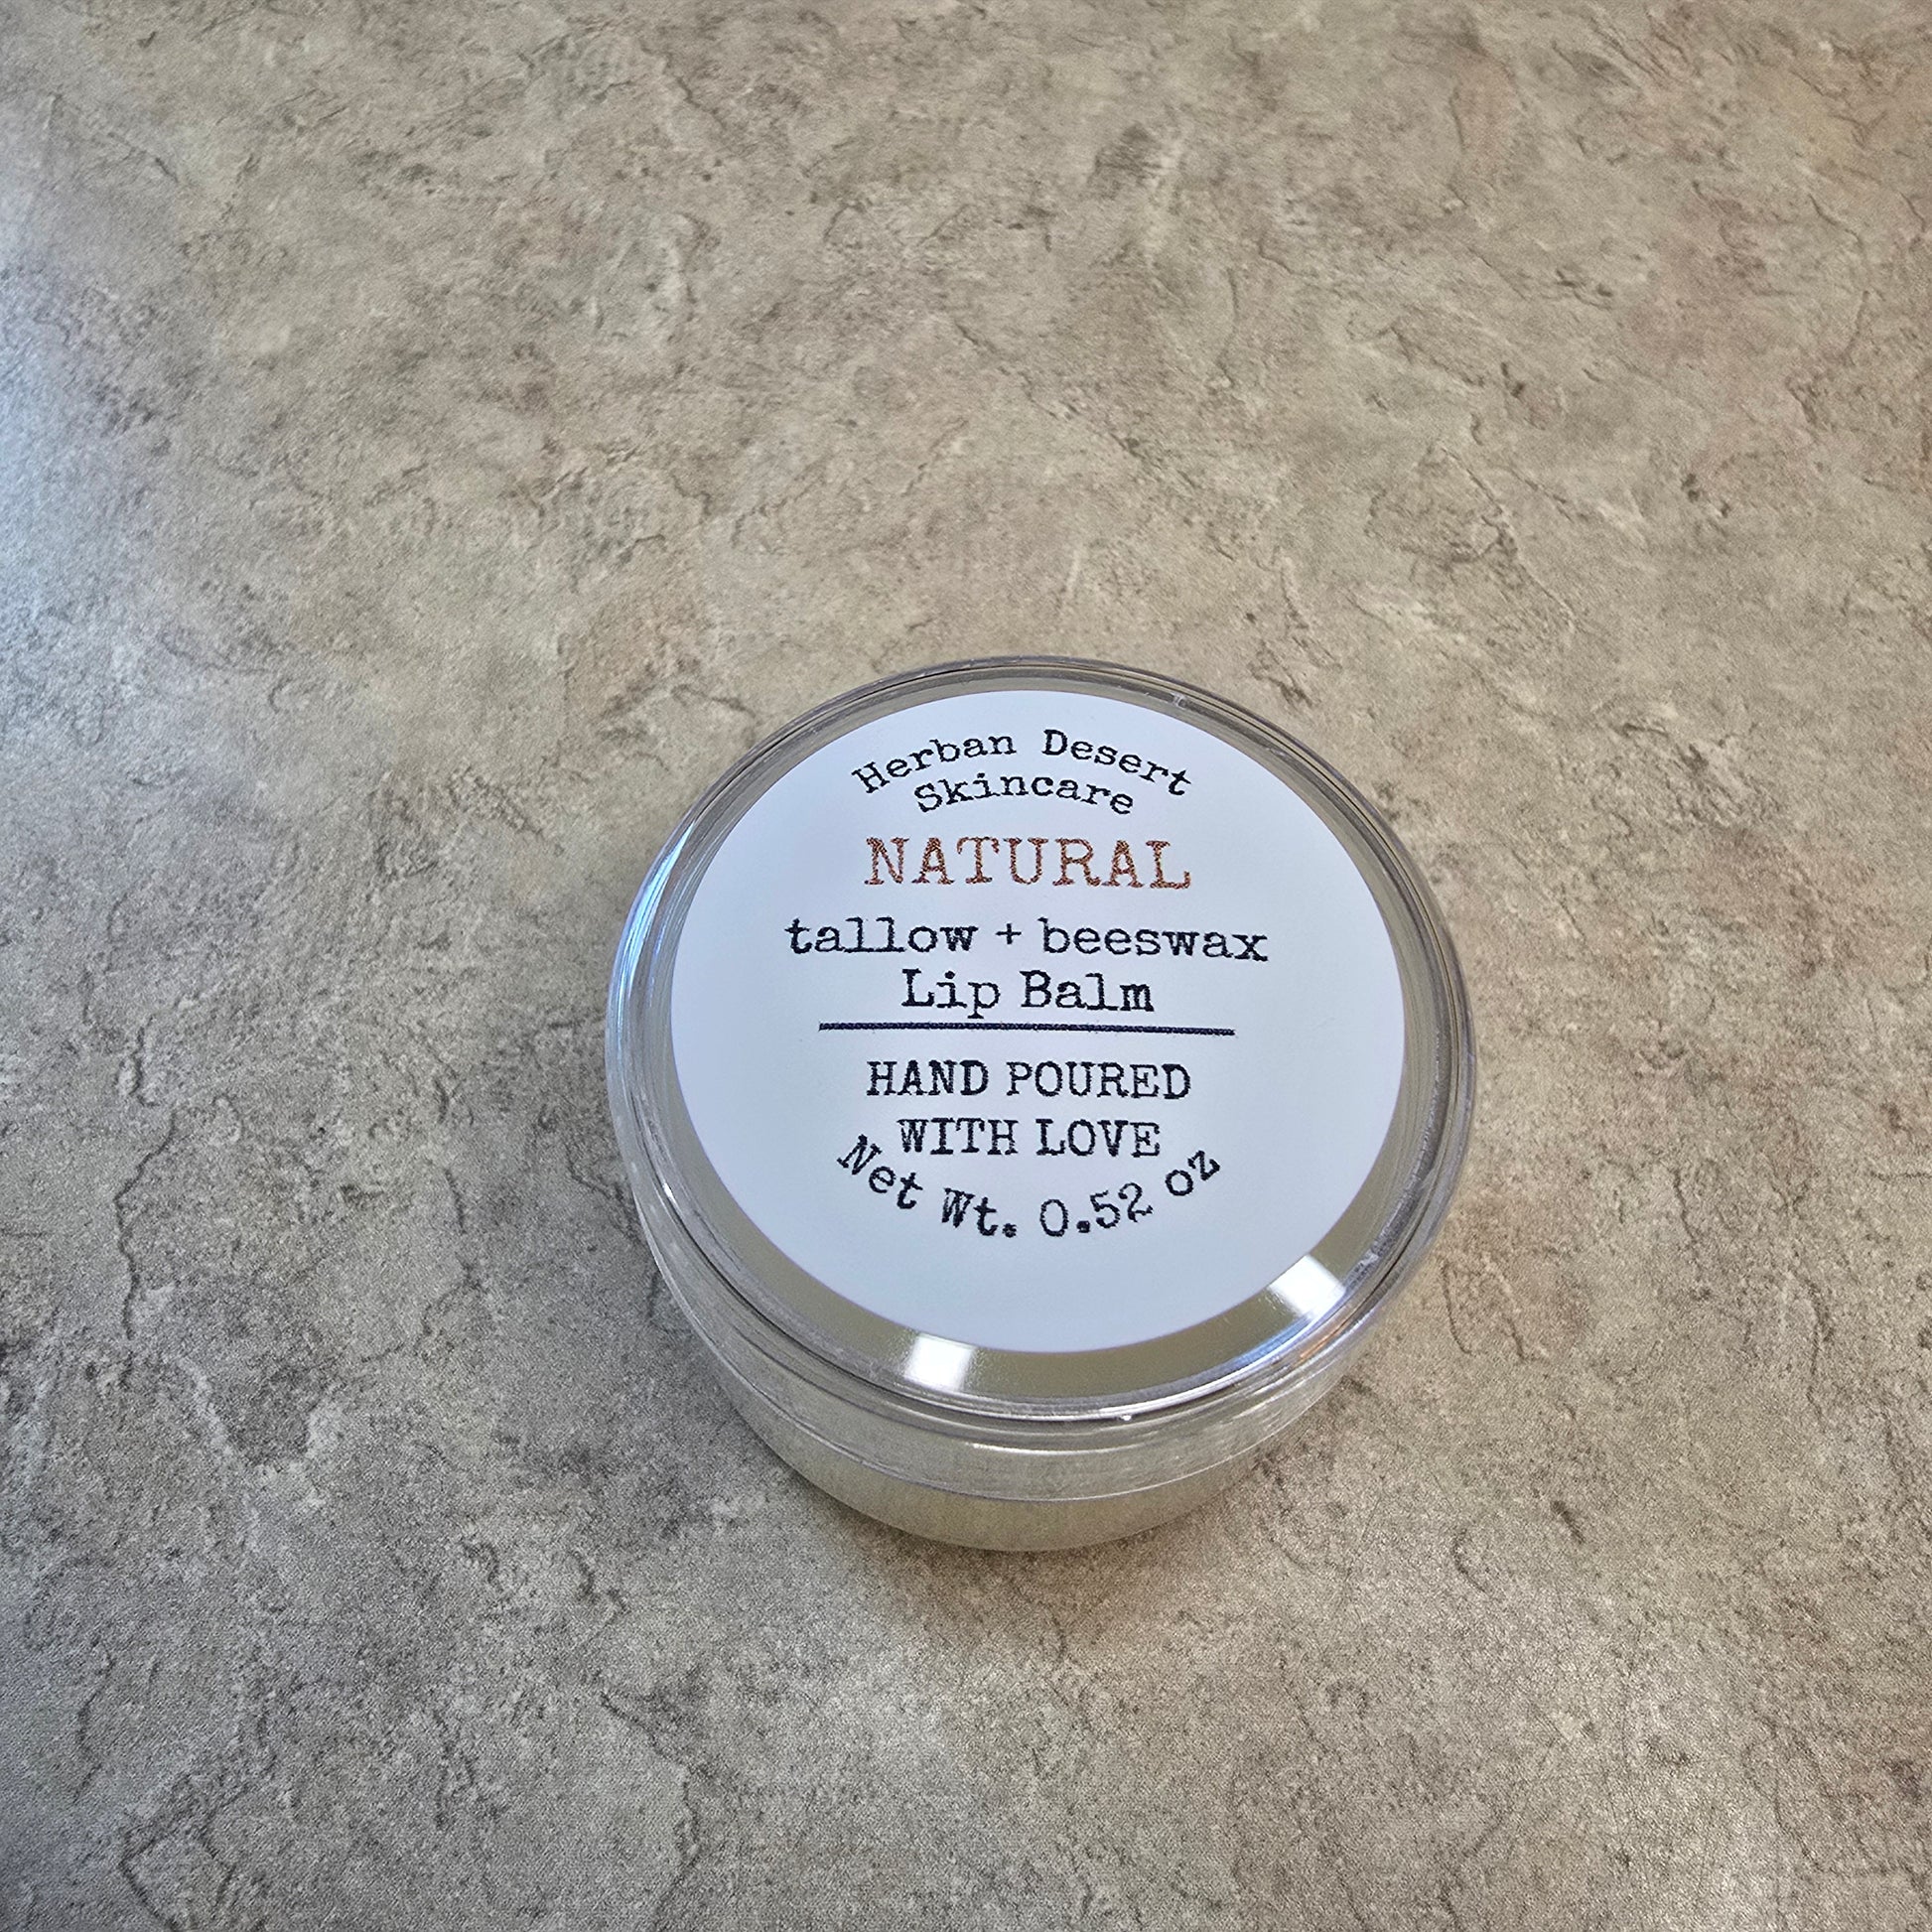 Herban Desert
Skincare
NATURAL
tallow + beeswax
Lip Balm
HAND POURED
WITH LOVE
Net Wt. 0.52 oz